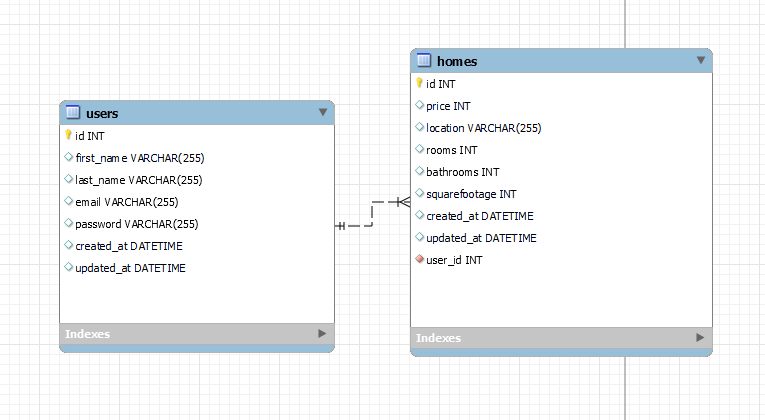 users
id INT
first_name VARCHAR(255)
last_name VARCHAR(255)
email VARCHAR(255)
password VARCHAR(255)
created_at DATETIME
updated_at DATETIME
Indexes
homes
id INT
price INT
location VARCHAR(255)
rooms INT
bathrooms INT
squarefootage INT
created_at DATETIME
updated_at DATETIME
user_id INT
Indexes